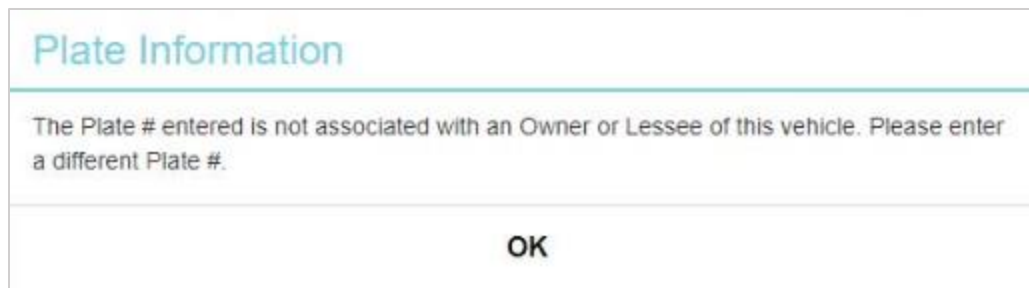 Plate Information
The Plate # entered is not associated with an Owner or Lessee of this vehicle. Please enter
a different Plate #.
OK